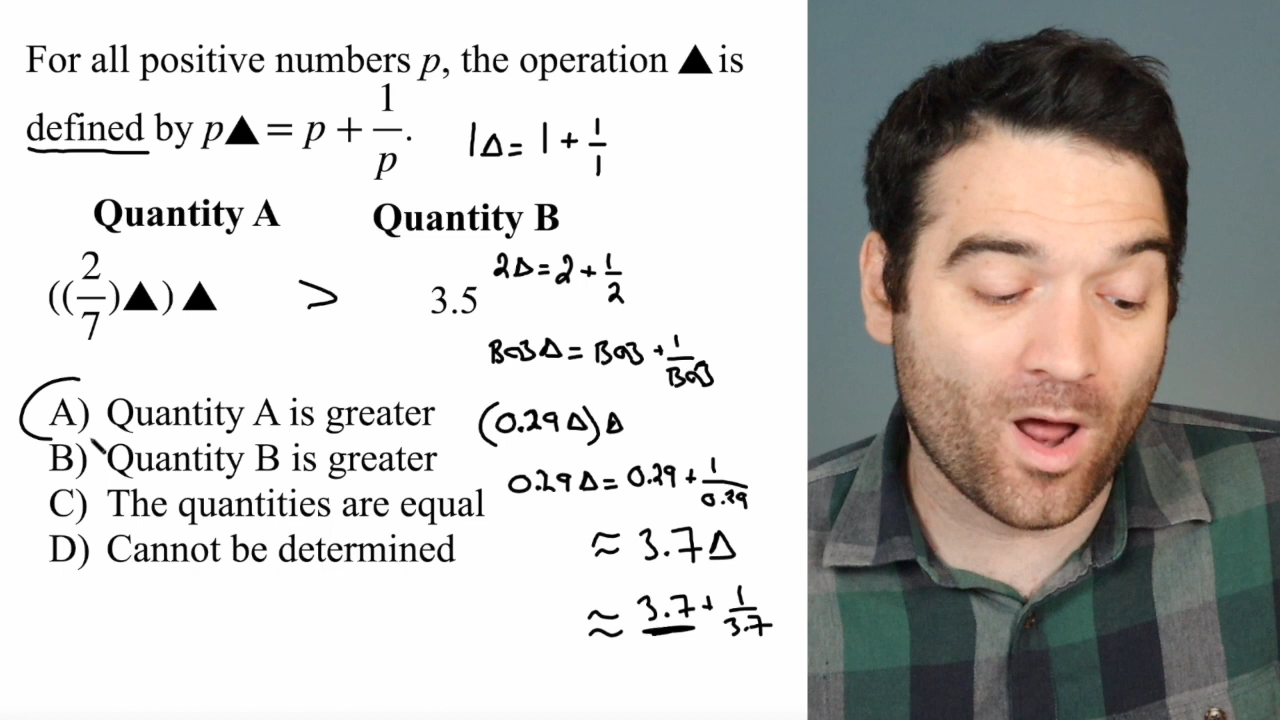 For all positive numbers p, the operation ▲ is
defined by p▲ = p + 1/p.
1Δ = 1 + 1/1
Quantity A Quantity B
((2/7)▲)▲ > 3.5
2Δ = 2 + 1/2
BOBΔ = BOB + 1/BOB
A) Quantity A is greater
B) Quantity B is greater
C) The quantities are equal
D) Cannot be determined
(0.29Δ)Δ
0.29Δ = 0.29 + 1/0.29
≈ 3.7Δ
≈ 3.7 + 1/3.7